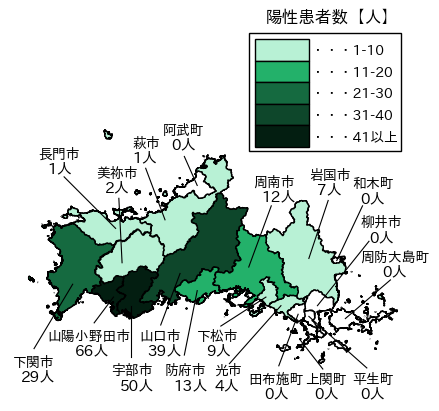 陽性患者数【人】
・・・1-10
・・・11-20
・・・21-30
・・・31-40
・・・41以上
阿武町
0人
萩市
1人
長門市
1人
美祢市
2人
周南市
12人
岩国市
7人
和木町
0人
柳井市
0人
周防大島町
0人
下関市
29人
山陽小野田市
66人
宇部市
50人
山口市
39人
防府市
13人
下松市
9人
光市
4人
田布施町
0人
上関町
0人
平生町
0人